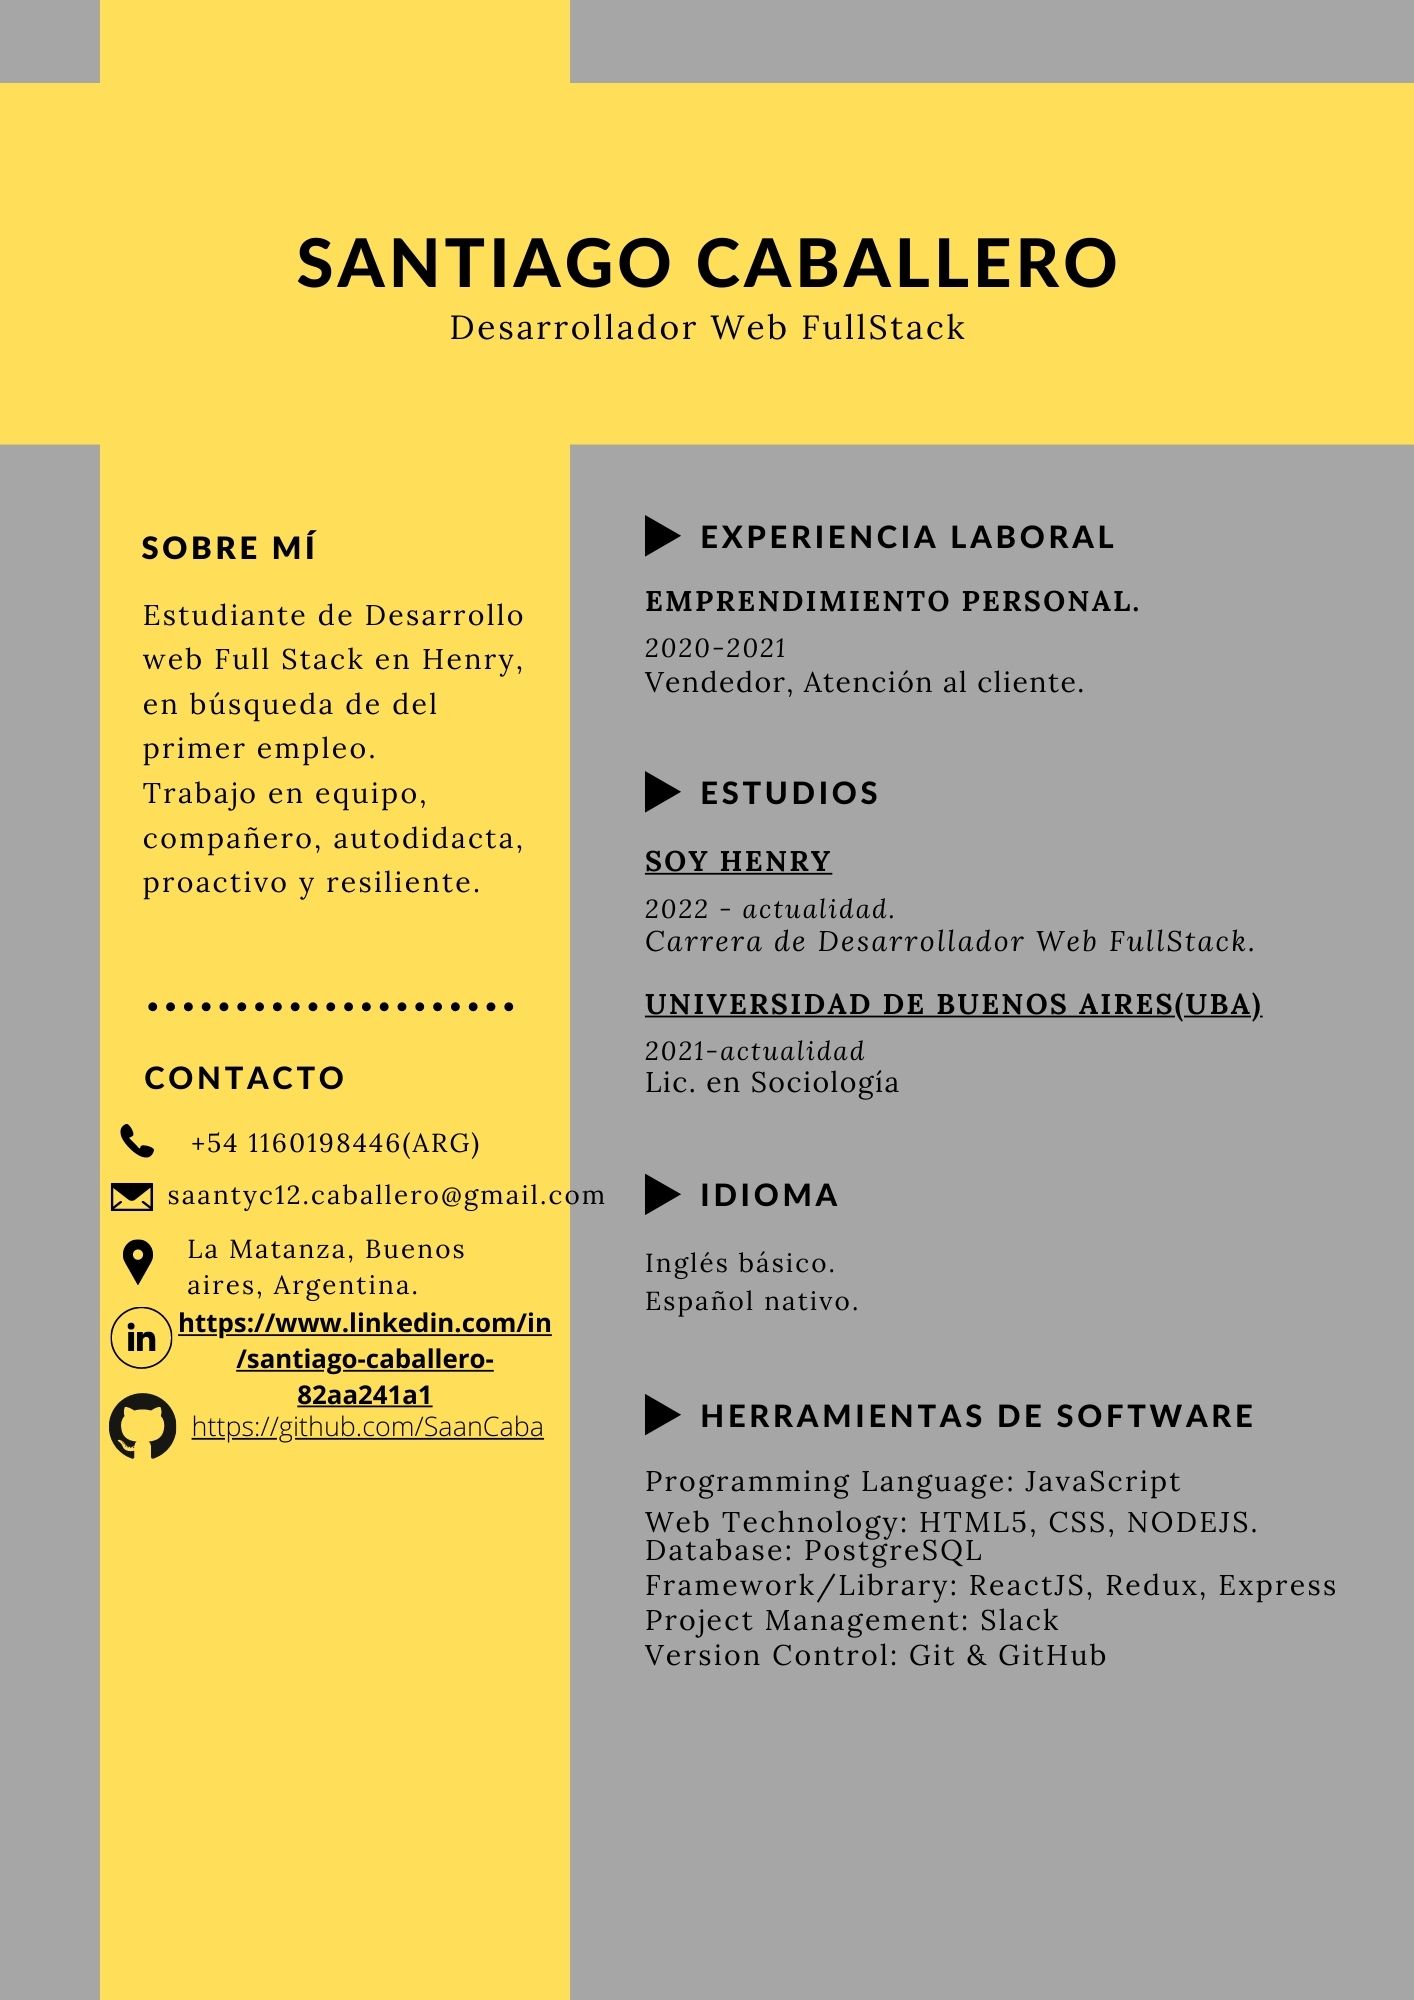 SANTIAGO CABALLERO
Desarrollador Web FullStack
SOBRE MÍ
Estudiante de Desarrollo
web Full Stack en Henry,
en búsqueda de del
primer empleo.
Trabajo en equipo,
compañero, autodidacta,
proactivo y resiliente.
CONTACTO
+54 1160198446(ARG)
saantyc12.caballero@gmail.com
La Matanza, Buenos
aires, Argentina.
in
https://www.linkedin.com/in
/santiago-caballero-
82aa241a1
https://github.com/SaanCaba
EXPERIENCIA LABORAL
EMPRENDIMIENTO PERSONAL.
2020-2021
Vendedor, Atención al cliente.
ESTUDIOS
SOY HENRY
2022 - actualidad.
Carrera de Desarrollador Web FullStack.
UNIVERSIDAD DE BUENOS AIRES(UBA)
2021-actualidad
Lic. en Sociología
IDIOMA
Inglés básico.
Español nativo.
HERRAMIENTAS DE SOFTWARE
Programming Language: JavaScript
Web Technology: HTML5, CSS, NODEJS.
Database: PostgreSQL
Framework/Library: ReactJS, Redux, Express
Project Management: Slack
Version Control: Git & GitHub